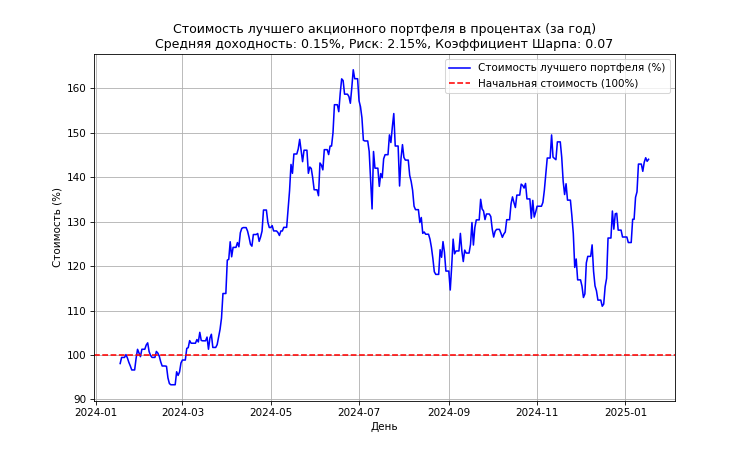 Стоимость лучшего акционного портфеля в процентах (за год)
Средняя доходность: 0.15%, Риск: 2.15%, Коэффициент Шарпа: 0.07
Стоимость лучшего портфеля (%)
Начальная стоимость (100%)
Стоимость (%)
160
150
140
130
120
110
100
90
2024-01
2024-03
2024-05
2024-07
2024-09
2024-11
2025-01
День